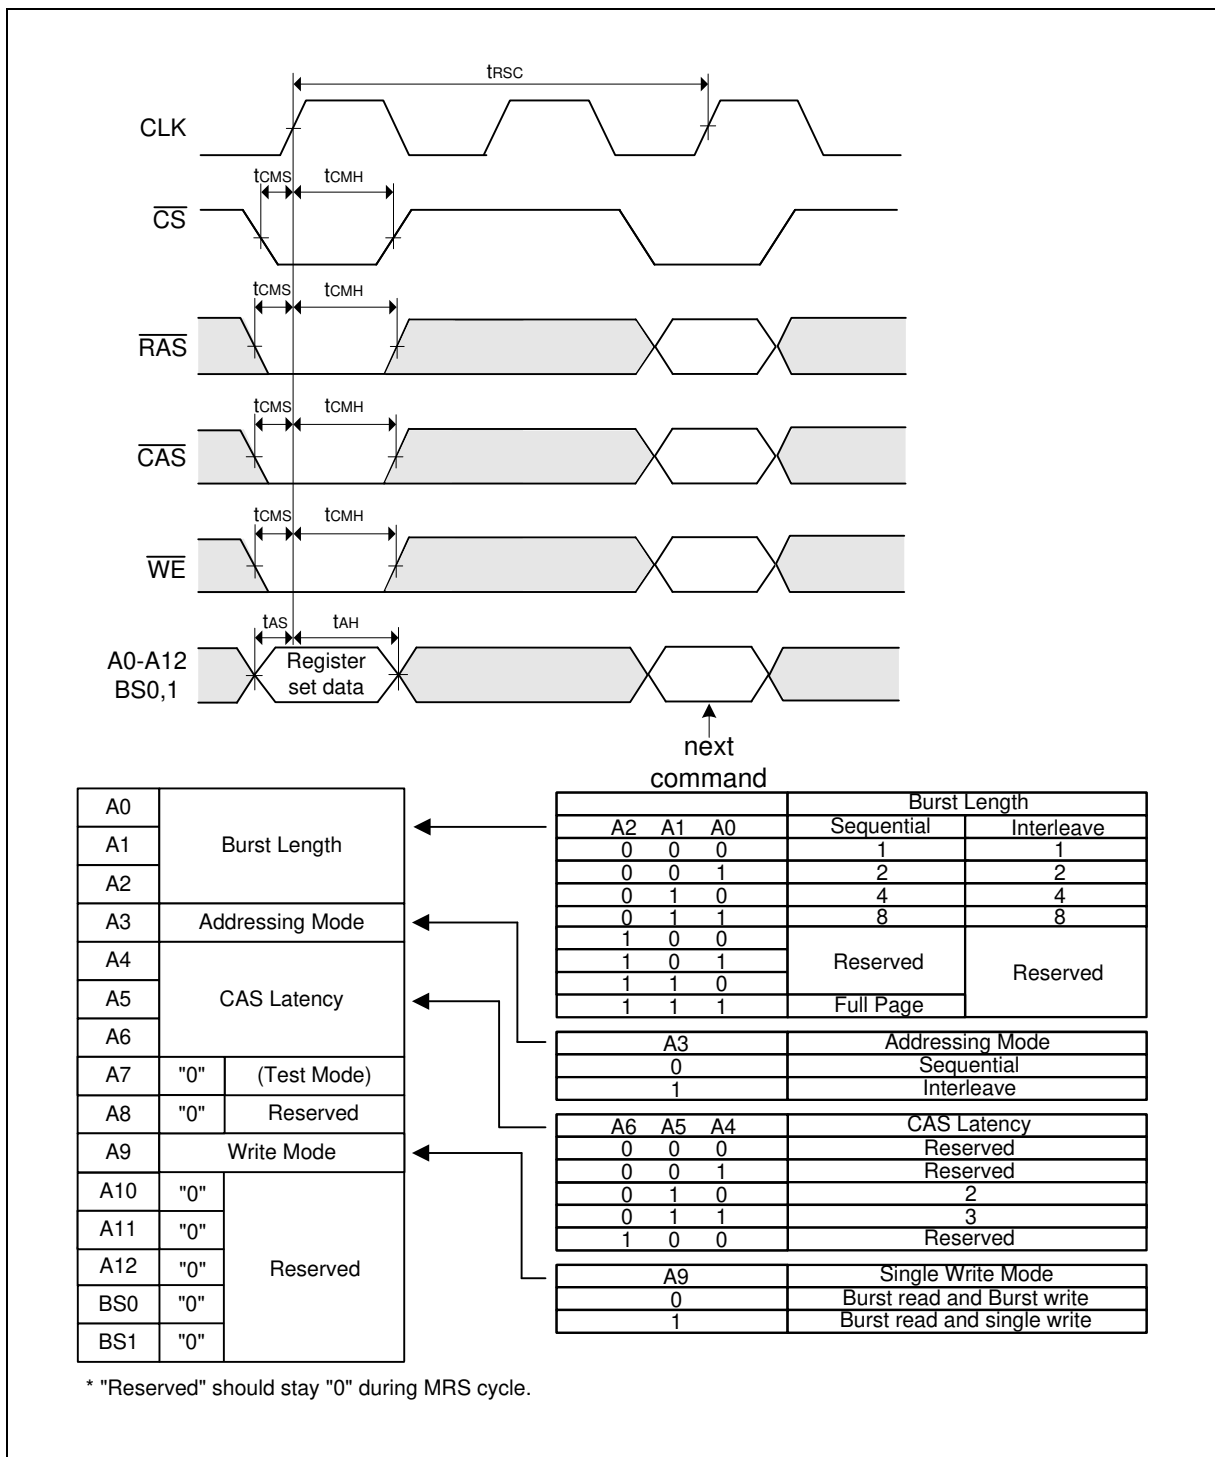 tRSC
CLK
tCMS tCMH
CS
tCMS tCMH
RAS
tCMS tCMH
CAS
tCMS tCMH
WE
tAS tAH
A0-A12
BS0,1
Register
set data
next
command
A0
A1
A2
Burst Length
A3 Addressing Mode
A4
A5
A6
CAS Latency
A7 "0" (Test Mode)
A8 "0" Reserved
A9 Write Mode
A10 "0"
A11 "0"
A12 "0"
BS0 "0"
BS1 "0"
Reserved
Burst Length
A2 A1 A0 Sequential Interleave
0 0 0 1 1
0 0 1 2 2
0 1 0 4 4
0 1 1 8 8
1 0 0
1 0 1
1 1 0
Reserved
Reserved
1 1 1 Full Page
A3 Addressing Mode
0 Sequential
1 Interleave
A6 A5 A4 CAS Latency
0 0 0 Reserved
0 0 1 Reserved
0 1 0 2
0 1 1 3
1 0 0 Reserved
A9 Single Write Mode
0 Burst read and Burst write
1 Burst read and single write
* "Reserved" should stay "0" during MRS cycle.